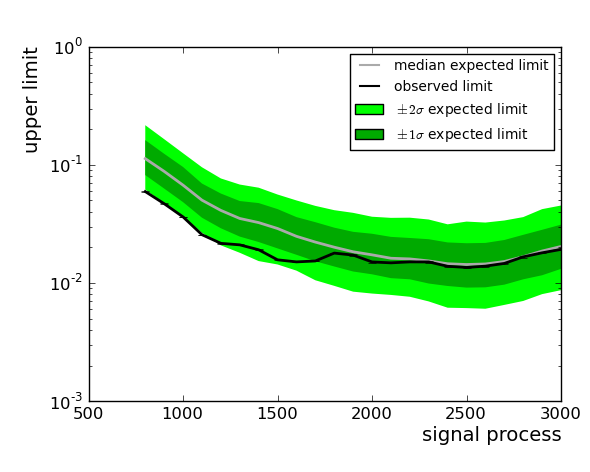 upper limit
10^0
10^-1
10^-2
10^-3
median expected limit
observed limit
±2σ expected limit
±1σ expected limit
500 1000 1500 2000 2500 3000
signal process